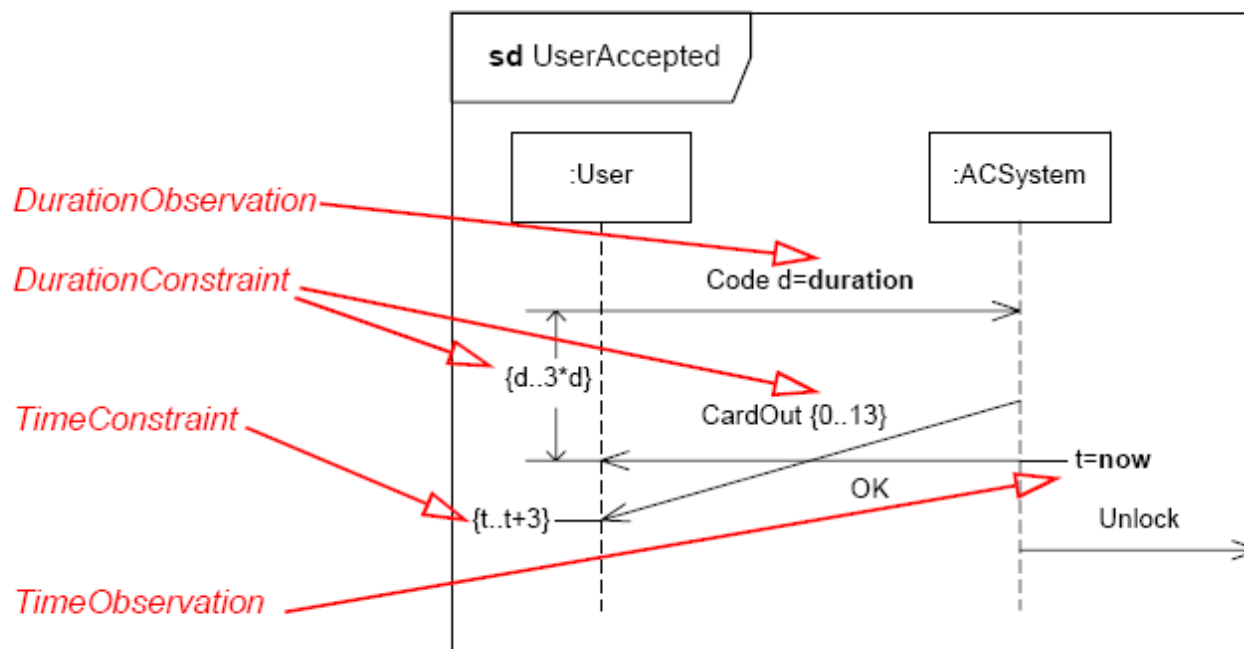 sd UserAccepted
:User
:ACSystem
DurationObservation
Code d=duration
DurationConstraint
{d..3*d}
CardOut {0..13}
TimeConstraint
t=now
OK
{t..t+3}
Unlock
TimeObservation